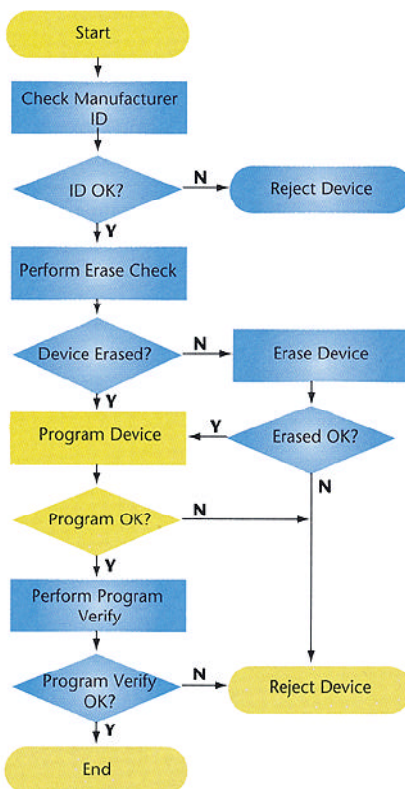 Start
Check Manufacturer
ID
ID OK?
N
Reject Device
Y
Perform Erase Check
Device Erased?
N
Erase Device
Y
Program Device
Y
Erased OK?
N
Program OK?
N
Y
Perform Program
Verify
Program Verify
OK?
N
Reject Device
Y
End